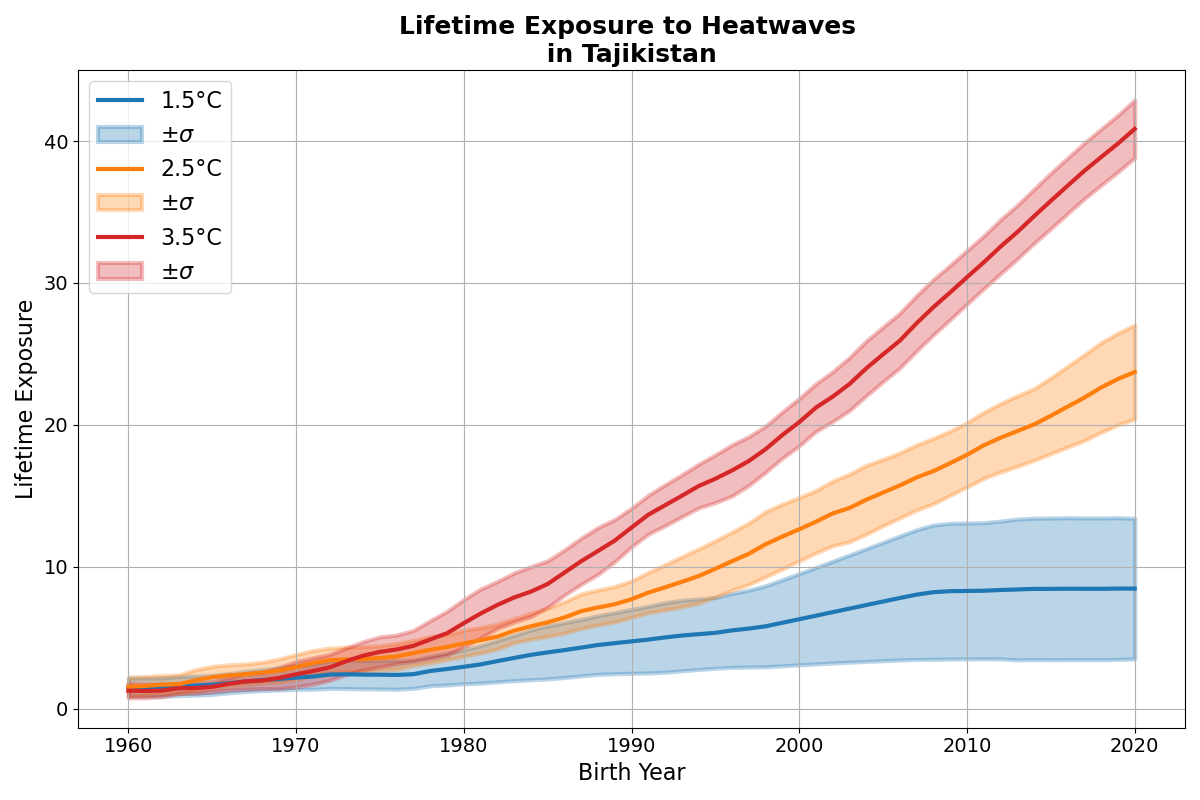 Lifetime Exposure to Heatwaves
in Tajikistan
1.5°C
±σ
2.5°C
±σ
3.5°C
±σ
Lifetime Exposure
40
30
20
10
0
1960
1970
1980
1990
2000
2010
2020
Birth Year